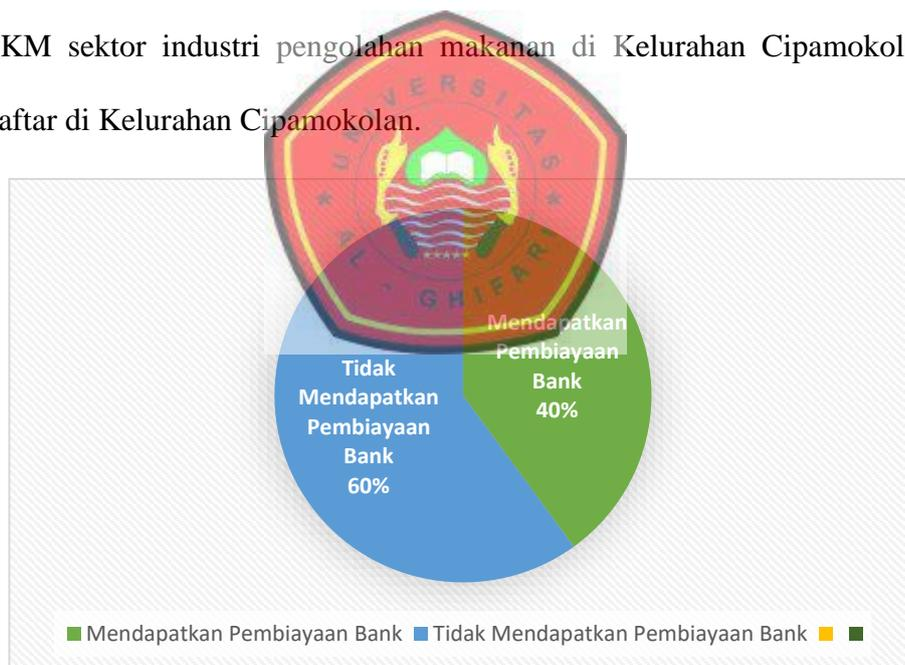 KM sektor industri pengolahan makanan di Kelurahan Cipamokol
aftar di Kelurahan Cipamokolan.
UNIVERSITAS
AL - GHIFARI
Mendapatkan
Pembiayaan
Bank
40%
Tidak
Mendapatkan
Pembiayaan
Bank
60%
Mendapatkan Pembiayaan Bank Tidak Mendapatkan Pembiayaan Bank